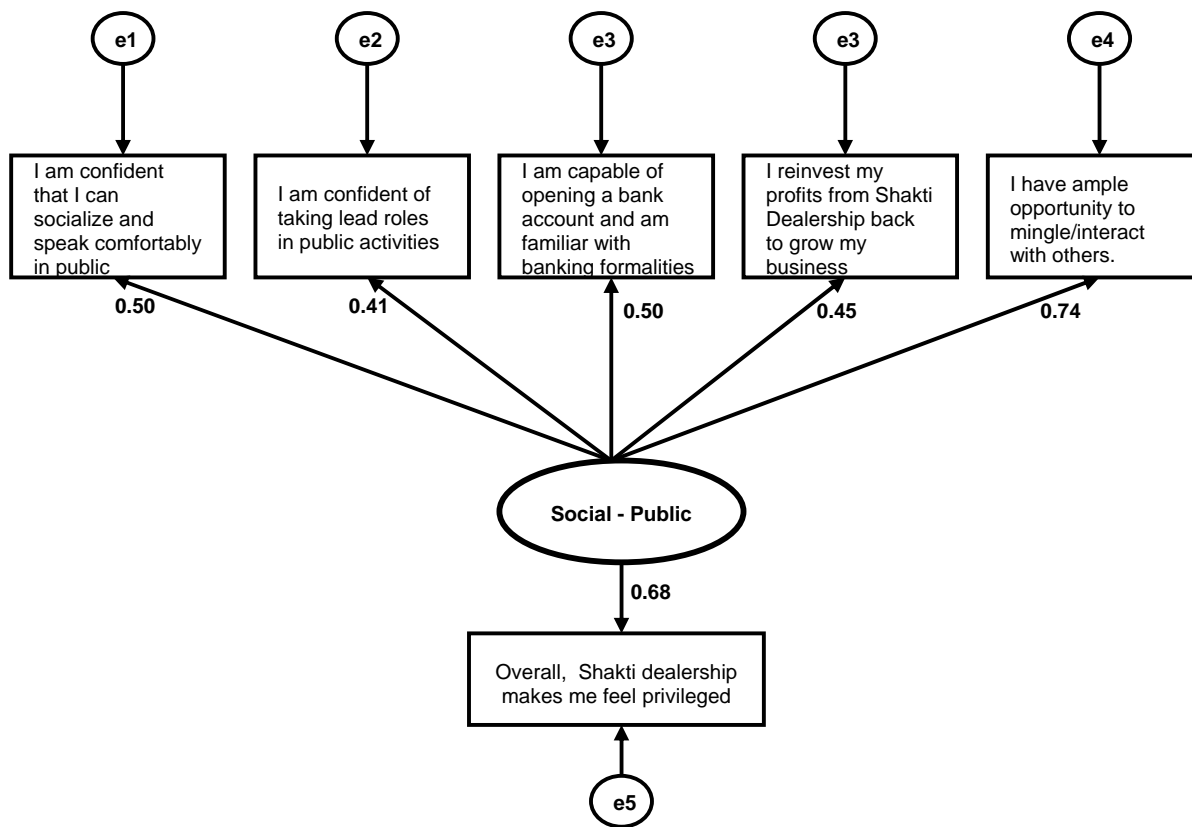 e1
e2
e3
e3
e4
I am confident
that I can
socialize and
speak comfortably
in public
I am confident of
taking lead roles
in public activities
I am capable of
opening a bank
account and am
familiar with
banking formalities
I reinvest my
profits from Shakti
Dealership back
to grow my
business
I have ample
opportunity to
mingle/interact
with others.
0.50
0.41
0.50
0.45
0.74
Social - Public
0.68
Overall, Shakti dealership
makes me feel privileged
e5